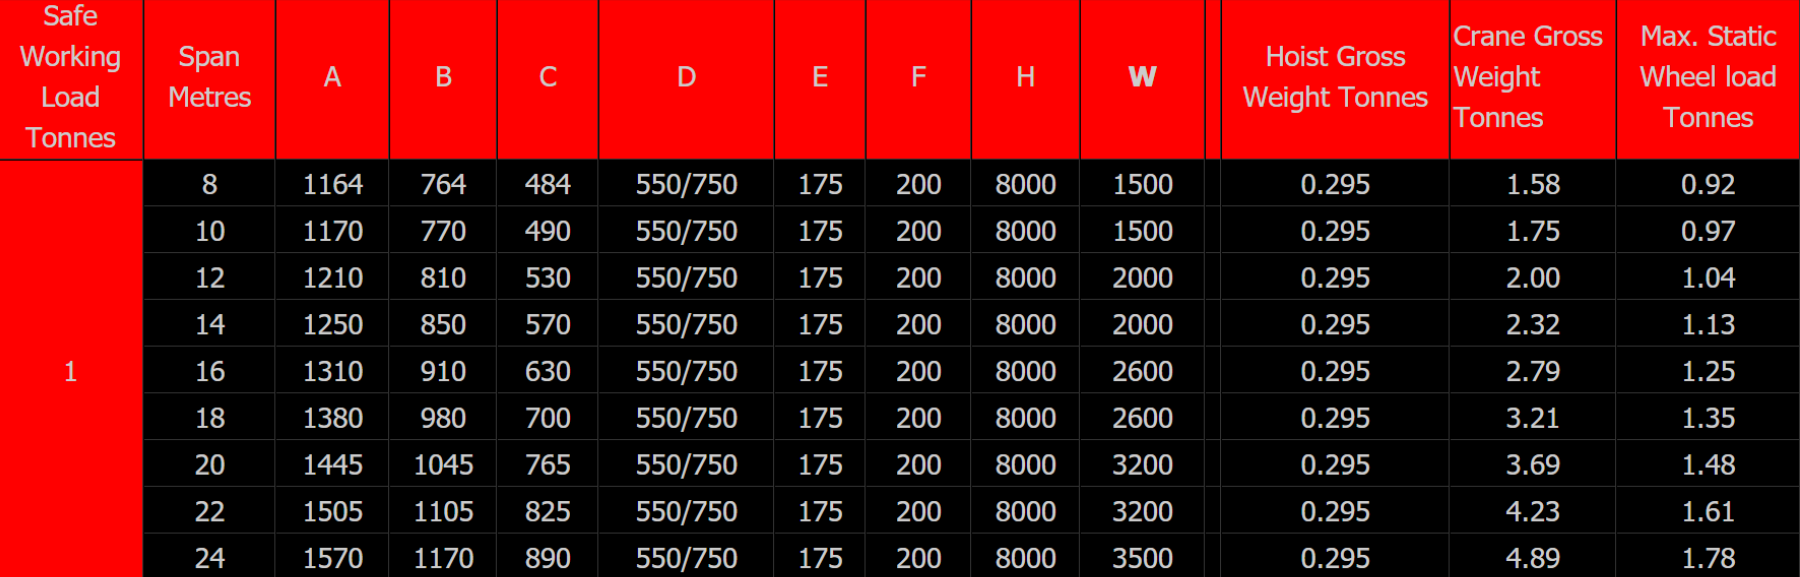 Safe Working Load Tonnes | Span Metres | A | B | C | D | E | F | H | W | Hoist Gross Weight Tonnes | Crane Gross Weight Tonnes | Max. Static Wheel load Tonnes
1
8 1164 764 484 550/750 175 200 8000 1500 0.295 1.58 0.92
10 1170 770 490 550/750 175 200 8000 1500 0.295 1.75 0.97
12 1210 810 530 550/750 175 200 8000 2000 0.295 2.00 1.04
14 1250 850 570 550/750 175 200 8000 2000 0.295 2.32 1.13
16 1310 910 630 550/750 175 200 8000 2600 0.295 2.79 1.25
18 1380 980 700 550/750 175 200 8000 2600 0.295 3.21 1.35
20 1445 1045 765 550/750 175 200 8000 3200 0.295 3.69 1.48
22 1505 1105 825 550/750 175 200 8000 3200 0.295 4.23 1.61
24 1570 1170 890 550/750 175 200 8000 3500 0.295 4.89 1.78